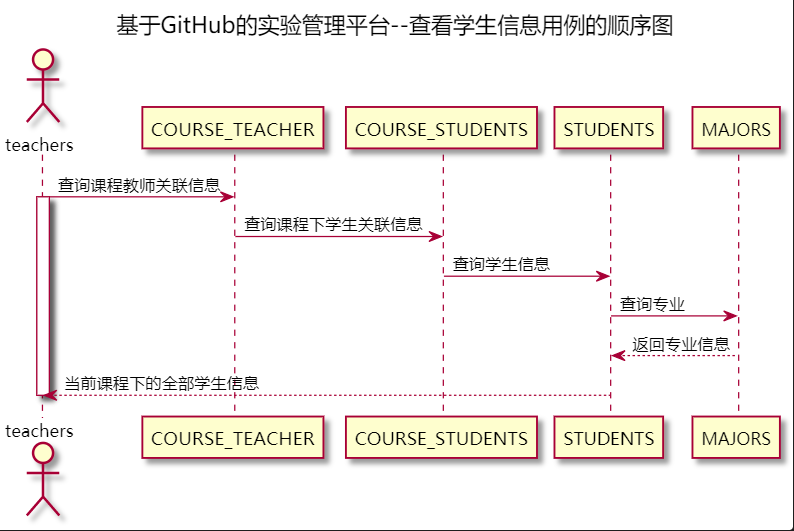 基于GitHub的实验管理平台--查看学生信息用例的顺序图
teachers
COURSE_TEACHER
COURSE_STUDENTS
STUDENTS
MAJORS
查询课程教师关联信息
查询课程下学生关联信息
查询学生信息
查询专业
返回专业信息
当前课程下的全部学生信息
teachers
COURSE_TEACHER
COURSE_STUDENTS
STUDENTS
MAJORS